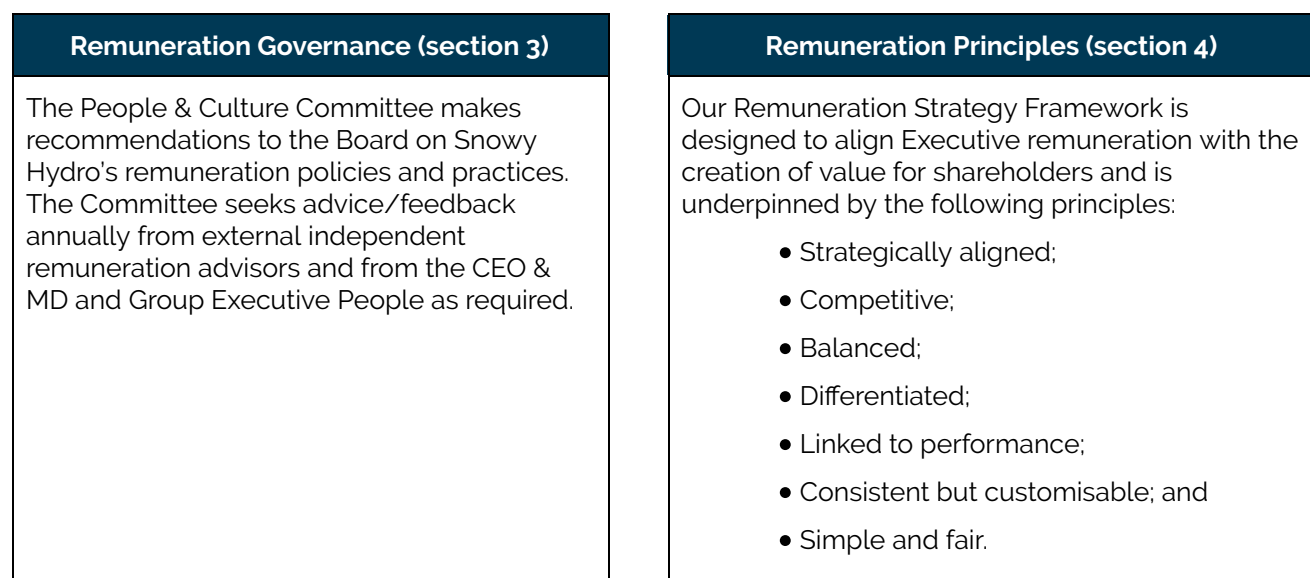 Remuneration Governance (section 3)
The People & Culture Committee makes
recommendations to the Board on Snowy
Hydro's remuneration policies and practices.
The Committee seeks advice/feedback
annually from external independent
remuneration advisors and from the CEO &
MD and Group Executive People as required.
Remuneration Principles (section 4)
Our Remuneration Strategy Framework is
designed to align Executive remuneration with the
creation of value for shareholders and is
underpinned by the following principles:
● Strategically aligned;
● Competitive;
● Balanced;
● Differentiated;
● Linked to performance;
● Consistent but customisable; and
● Simple and fair.